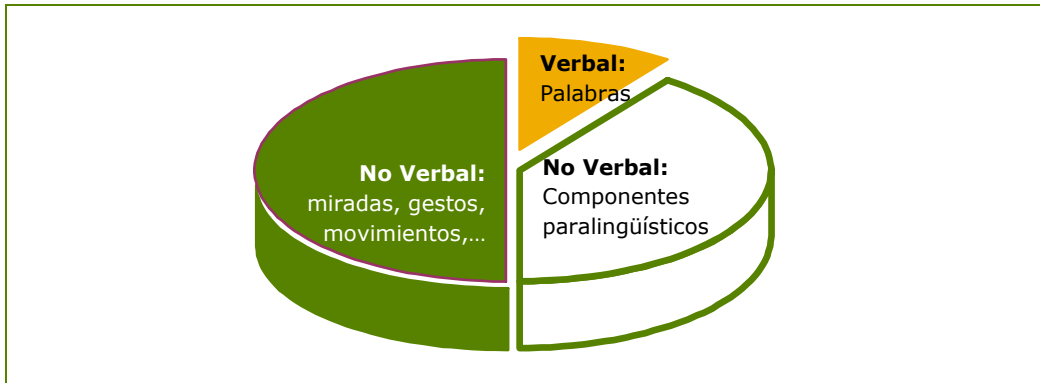 Verbal:
Palabras
No Verbal:
miradas, gestos,
movimientos,...
No Verbal:
Componentes
paralingüísticos